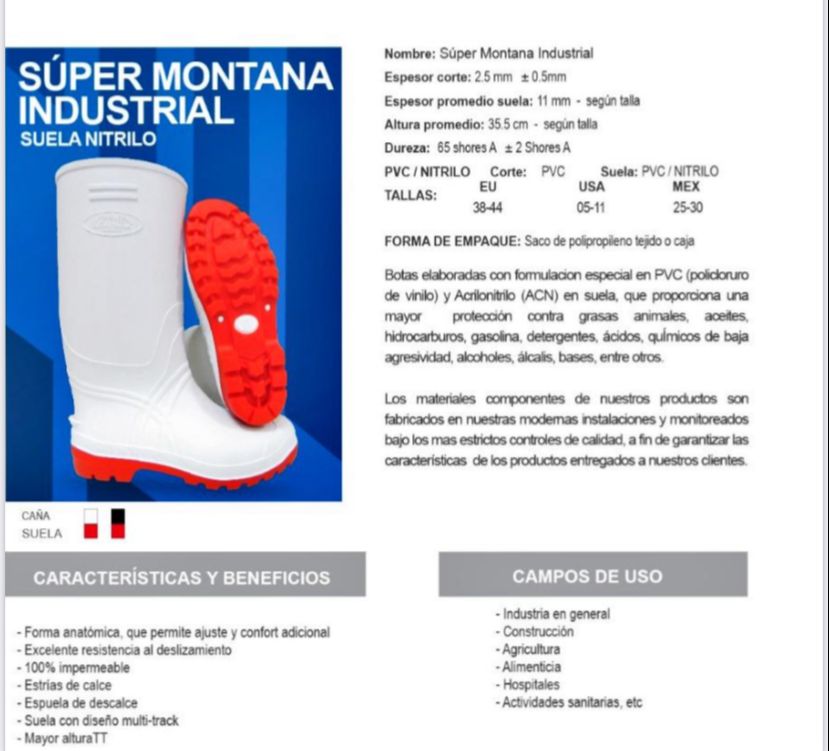 SÚPER MONTANA
INDUSTRIAL
SUELA NITRILO
CAÑA
SUELA
Nombre: Súper Montana Industrial
Espesor corte: 2.5 mm ± 0.5mm
Espesor promedio suela: 11 mm - según talla
Altura promedio: 35.5 cm - según talla
Dureza: 65 shores A ± 2 Shores A
PVC / NITRILO Corte: PVC Suela: PVC / NITRILO
TALLAS: EU USA MEX
38-44 05-11 25-30
FORMA DE EMPAQUE: Saco de polipropileno tejido o caja
Botas elaboradas con formulacion especial en PVC (policloruro
de vinilo) y Acrilonitrilo (ACN) en suela, que proporciona una
mayor protección contra grasas animales, aceites,
hidrocarburos, gasolina, detergentes, ácidos, químicos de baja
agresividad, alcoholes, álcalis, bases, entre otros.
Los materiales componentes de nuestros productos son
fabricados en nuestras modernas instalaciones y monitoreados
bajo los mas estrictos controles de calidad, a fin de garantizar las
características de los productos entregados a nuestros clientes.
CARACTERÍSTICAS Y BENEFICIOS
- Forma anatómica, que permite ajuste y confort adicional
- Excelente resistencia al deslizamiento
- 100% impermeable
- Estrías de calce
- Espuela de descalce
- Suela con diseño multi-track
- Mayor alturaTT
CAMPOS DE USO
- Industria en general
- Construcción
- Agricultura
- Alimenticia
- Hospitales
- Actividades sanitarias, etc